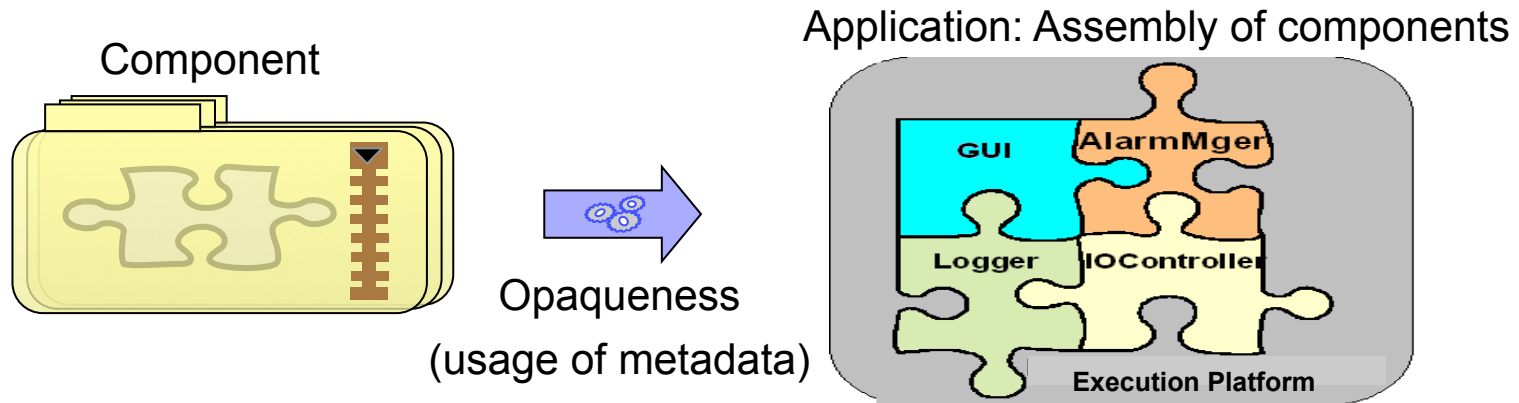 Application: Assembly of components
Component
GUI
AlarmMger
Logger
IOController
Opaqueness
(usage of metadata)
Execution Platform